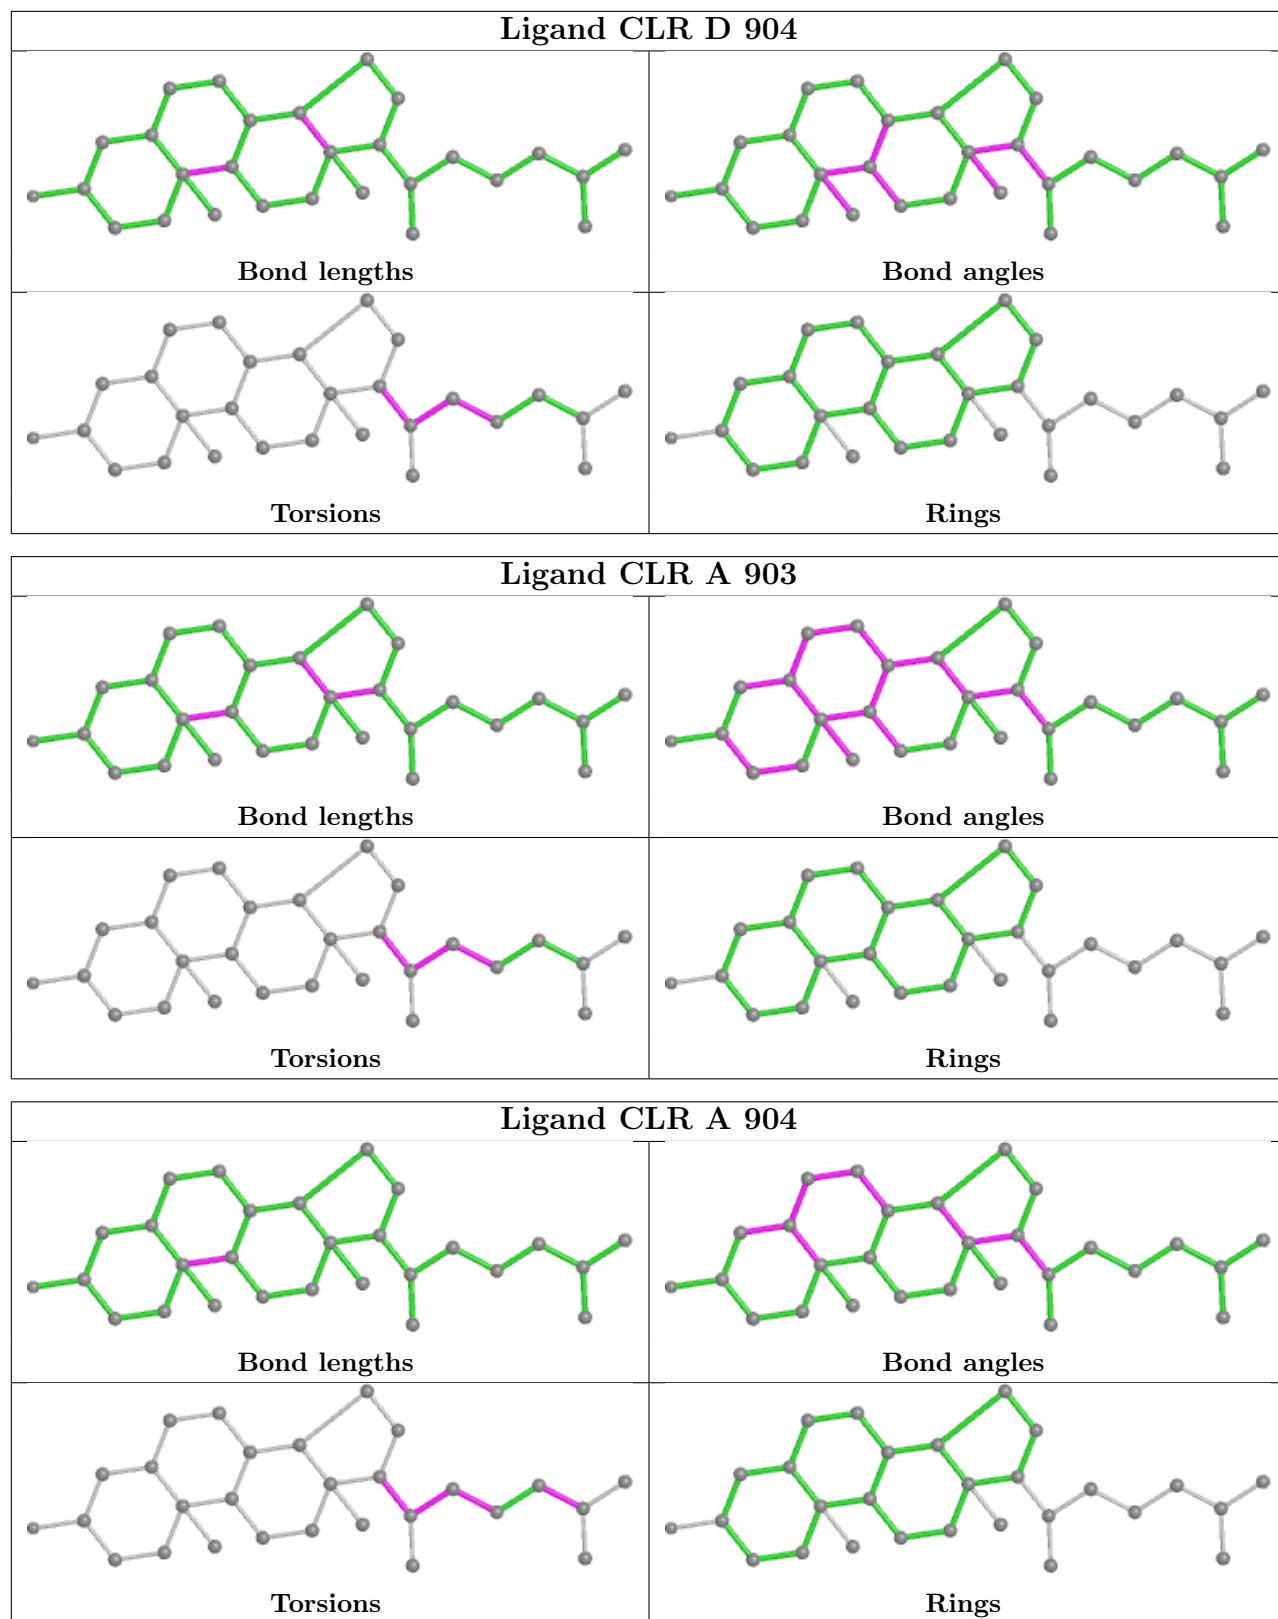 Ligand CLR D 904
Bond lengths
Bond angles
Torsions
Rings
Ligand CLR A 903
Bond lengths
Bond angles
Torsions
Rings
Ligand CLR A 904
Bond lengths
Bond angles
Torsions
Rings